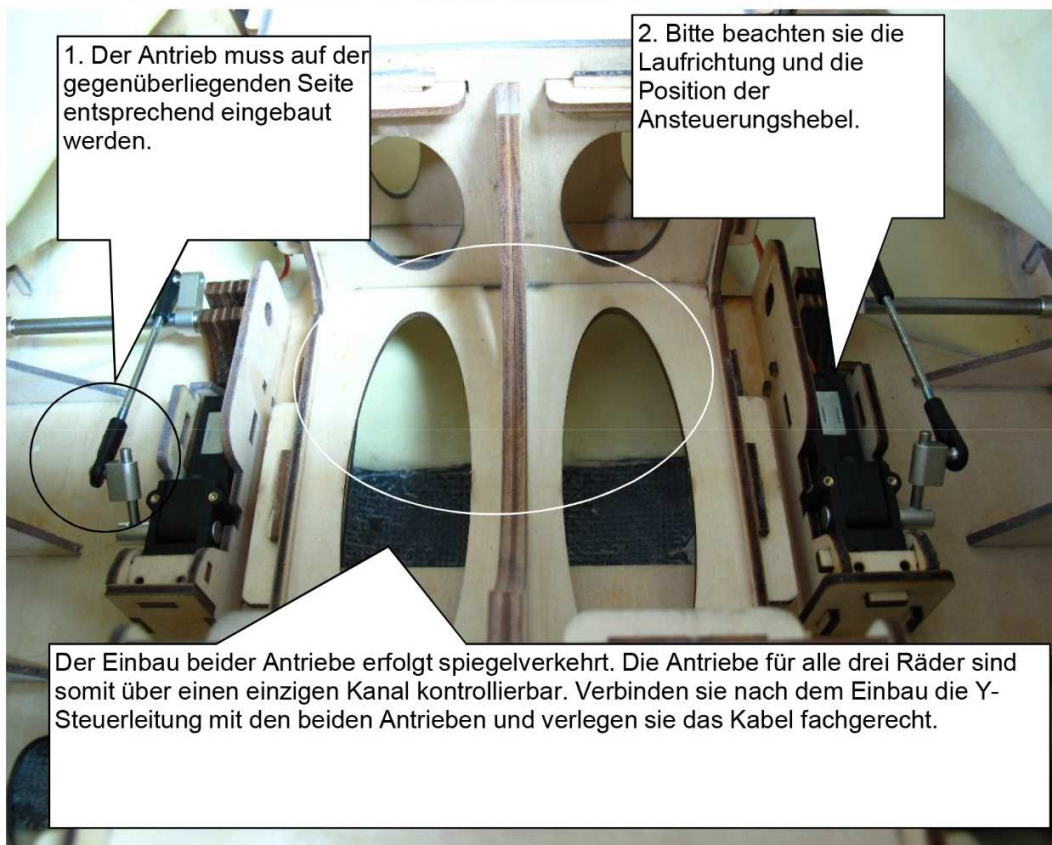 1. Der Antrieb muss auf der
gegenüberliegenden Seite
entsprechend eingebaut
werden.
2. Bitte beachten sie die
Laufrichtung und die
Position der
Ansteuerungshebel.
Der Einbau beider Antriebe erfolgt spiegelverkehrt. Die Antriebe für alle drei Räder sind
somit über einen einzigen Kanal kontrollierbar. Verbinden sie nach dem Einbau die Y-
Steuerleitung mit den beiden Antrieben und verlegen sie das Kabel fachgerecht.